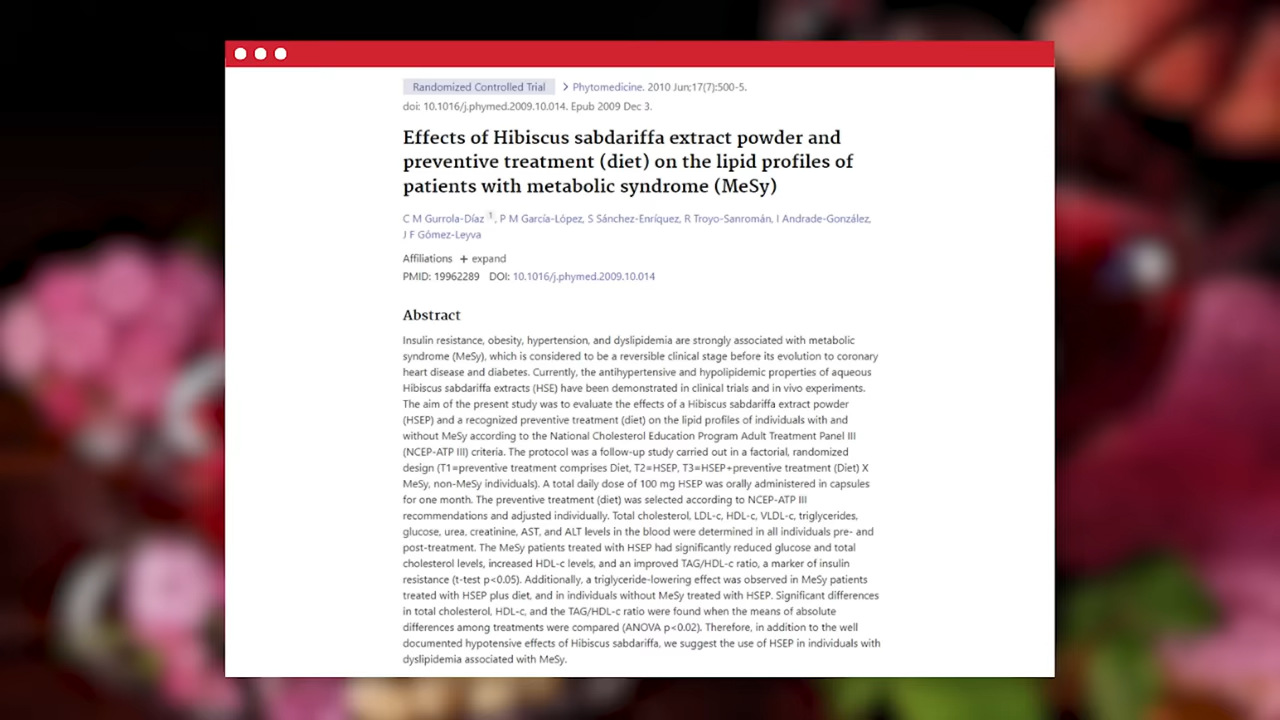 Randomized Controlled Trial > Phytomedicine. 2010 Jun;17(7):500-5.
doi: 10.1016/j.phymed.2009.10.014. Epub 2009 Dec 3.
Effects of Hibiscus sabdariffa extract powder and
preventive treatment (diet) on the lipid profiles of
patients with metabolic syndrome (MeSy)
C M Gurrola-Díaz 1, P M García-López, S Sánchez-Enríquez, R Troyo-Sanromán, I Andrade-González,
J F Gómez-Leyva
Affiliations + expand
PMID: 19962289 DOI: 10.1016/j.phymed.2009.10.014
Abstract
Insulin resistance, obesity, hypertension, and dyslipidemia are strongly associated with metabolic
syndrome (MeSy), which is considered to be a reversible clinical stage before its evolution to coronary
heart disease and diabetes. Currently, the antihypertensive and hypolipidemic properties of aqueous
Hibiscus sabdariffa extracts (HSE) have been demonstrated in clinical trials and in vivo experiments.
The aim of the present study was to evaluate the effects of a Hibiscus sabdariffa extract powder
(HSEP) and a recognized preventive treatment (diet) on the lipid profiles of individuals with and
without MeSy according to the National Cholesterol Education Program Adult Treatment Panel III
(NCEP-ATP III) criteria. The protocol was a follow-up study carried out in a factorial, randomized
design (T1=preventive treatment comprises Diet, T2=HSEP, T3=HSEP+preventive treatment (Diet) X
MeSy, non-MeSy individuals). A total daily dose of 100 mg HSEP was orally administered in capsules
for one month. The preventive treatment (diet) was selected according to NCEP-ATP III
recommendations and adjusted individually. Total cholesterol, LDL-c, HDL-c, VLDL-c, triglycerides,
glucose, urea, creatinine, AST, and ALT levels in the blood were determined in all individuals pre- and
post-treatment. The MeSy patients treated with HSEP had significantly reduced glucose and total
cholesterol levels, increased HDL-c levels, and an improved TAG/HDL-c ratio, a marker of insulin
resistance (t-test p<0.05). Additionally, a triglyceride-lowering effect was observed in MeSy patients
treated with HSEP plus diet, and in individuals without MeSy treated with HSEP. Significant differences
in total cholesterol, HDL-c, and the TAG/HDL-c ratio were found when the means of absolute
differences among treatments were compared (ANOVA p<0.02). Therefore, in addition to the well
documented hypotensive effects of Hibiscus sabdariffa, we suggest the use of HSEP in individuals with
dyslipidemia associated with MeSy.